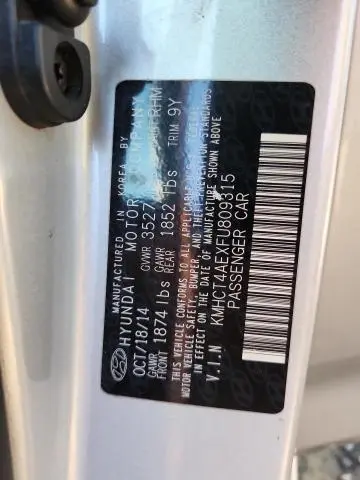 MANUFACTURED IN KOREA BY
HYUNDAI MOTOR COMPANY
OCT/18/14 GVWR 3527 RHM
GAWR FRONT 1874 lbs GAWR REAR 1852 lbs TRIM 9Y
THIS VEHICLE CONFORMS TO ALL APPLICABLE FEDERAL
MOTOR VEHICLE SAFETY, BUMPER, AND THEFT PREVENTION STANDARDS
IN EFFECT ON THE DATE OF MANUFACTURE SHOWN ABOVE
V.I.N KMHCT4AEXFU809315
PASSENGER CAR